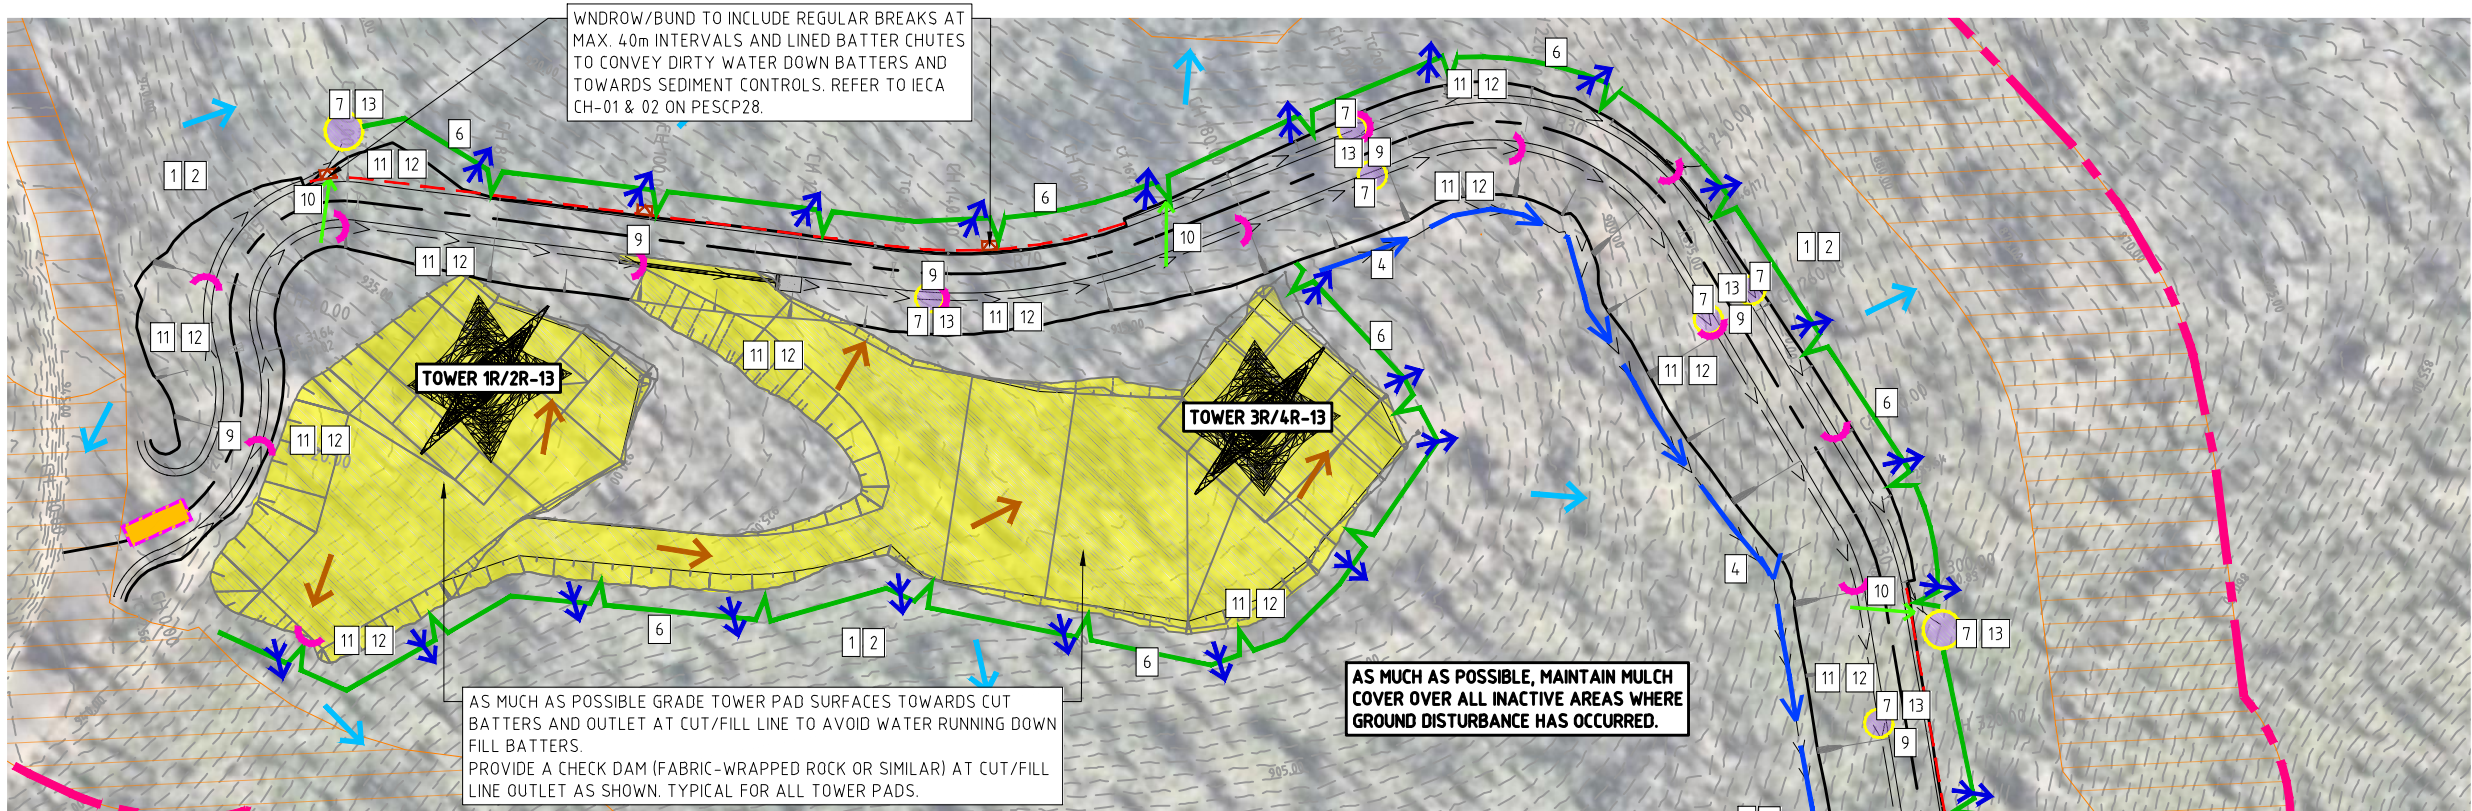 WNDROW/BUND TO INCLUDE REGULAR BREAKS AT
MAX. 40m INTERVALS AND LINED BATTER CHUTES
TO CONVEY DIRTY WATER DOWN BATTERS AND
TOWARDS SEDIMENT CONTROLS. REFER TO IECA
CH-01 & 02 ON PESCP28.
6
11 12
7 13
6
7
11 12
1 2
13 9
10
7
11 12
6
10
9
1 2
11 12
4
9
7
13
7
9
7 13
11 12
11 12
6
11 12
11 12
TOWER 1R/2R-13
TOWER 3R/4R-13
6
9
11 12
4
10
11 12
6
1 2
11 12
6
7 13
11 12
7 13
9
AS MUCH AS POSSIBLE, MAINTAIN MULCH
COVER OVER ALL INACTIVE AREAS WHERE
GROUND DISTURBANCE HAS OCCURRED.
AS MUCH AS POSSIBLE GRADE TOWER PAD SURFACES TOWARDS CUT
BATTERS AND OUTLET AT CUT/FILL LINE TO AVOID WATER RUNNING DOWN
FILL BATTERS.
PROVIDE A CHECK DAM (FABRIC-WRAPPED ROCK OR SIMILAR) AT CUT/FILL
LINE OUTLET AS SHOWN. TYPICAL FOR ALL TOWER PADS.
905.00